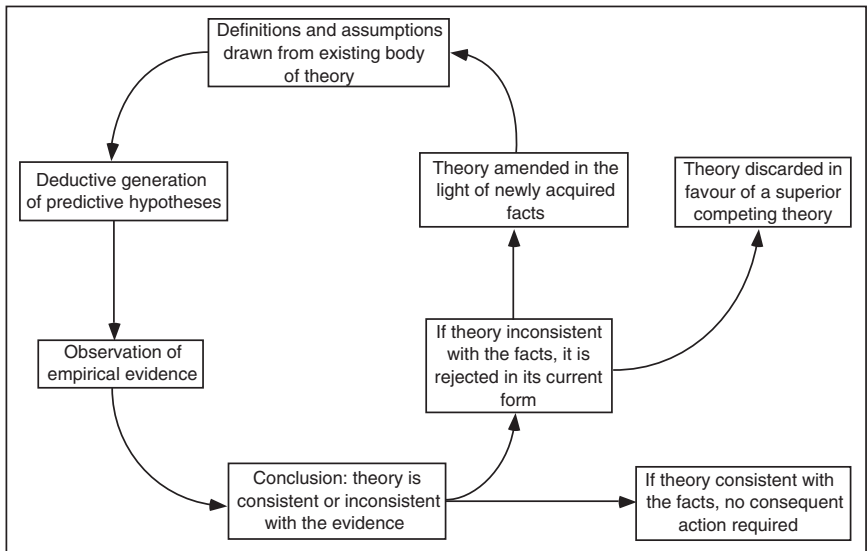 Definitions and assumptions
drawn from existing body
of theory
Deductive generation
of predictive hypotheses
Observation of
empirical evidence
Conclusion: theory is
consistent or inconsistent
with the evidence
If theory inconsistent
with the facts, it is
rejected in its current
form
Theory amended in the
light of newly acquired
facts
Theory discarded in
favour of a superior
competing theory
If theory consistent with
the facts, no consequent
action required